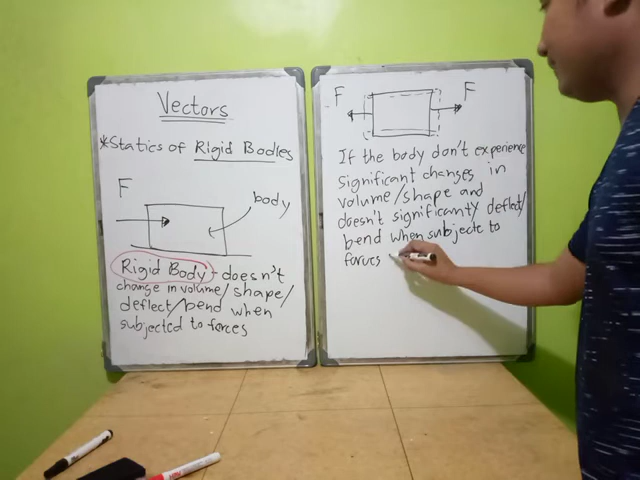 Vectors
*Statics of Rigid Bodies
F
body
Rigid Body - doesn't
change in volume/shape/
deflect/bend when
subjected to forces
F F
If the body don't experience
significant changes in
volume/shape and
doesn't significanty deflect/
bend when subjecte to
forces